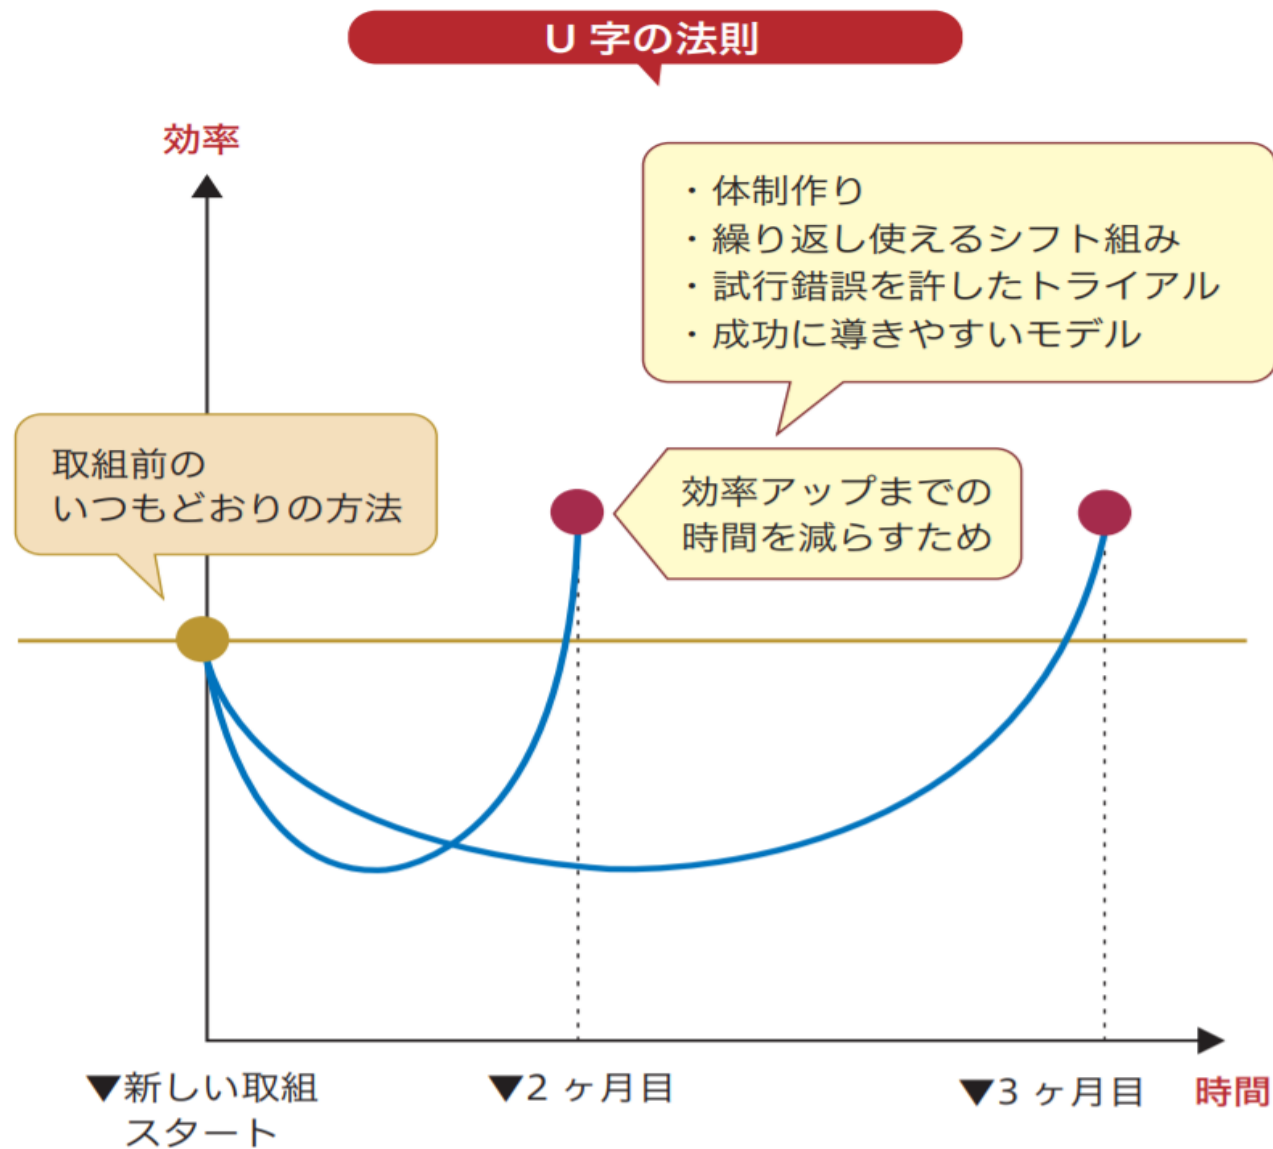 U 字の法則
効率
・体制作り
・繰り返し使えるシフト組み
・試行錯誤を許したトライアル
・成功に導きやすいモデル
取組前の
いつもどおりの方法
効率アップまでの
時間を減らすため
▼新しい取組
スタート
▼2 ヶ月目
▼3 ヶ月目
時間